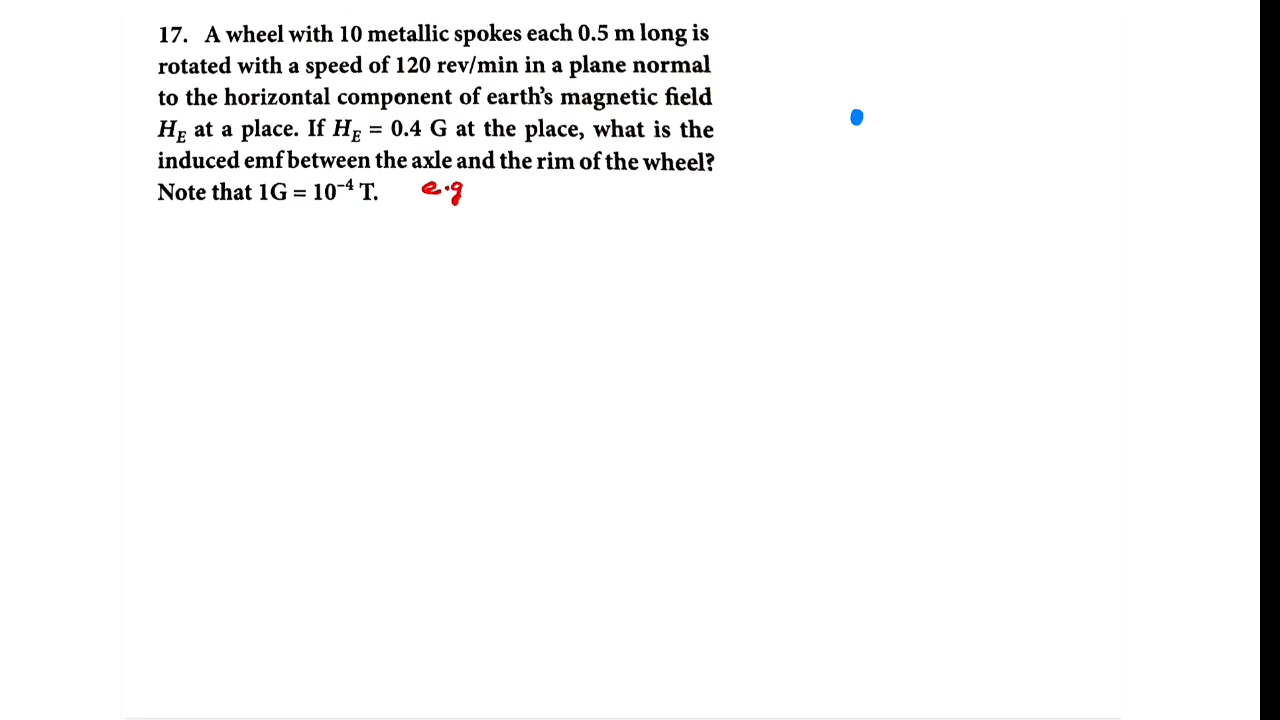 17. A wheel with 10 metallic spokes each 0.5 m long is
rotated with a speed of 120 rev/min in a plane normal
to the horizontal component of earth's magnetic field
H_E at a place. If H_E = 0.4 G at the place, what is the
induced emf between the axle and the rim of the wheel?
Note that 1G = 10⁻⁴ T. e.g